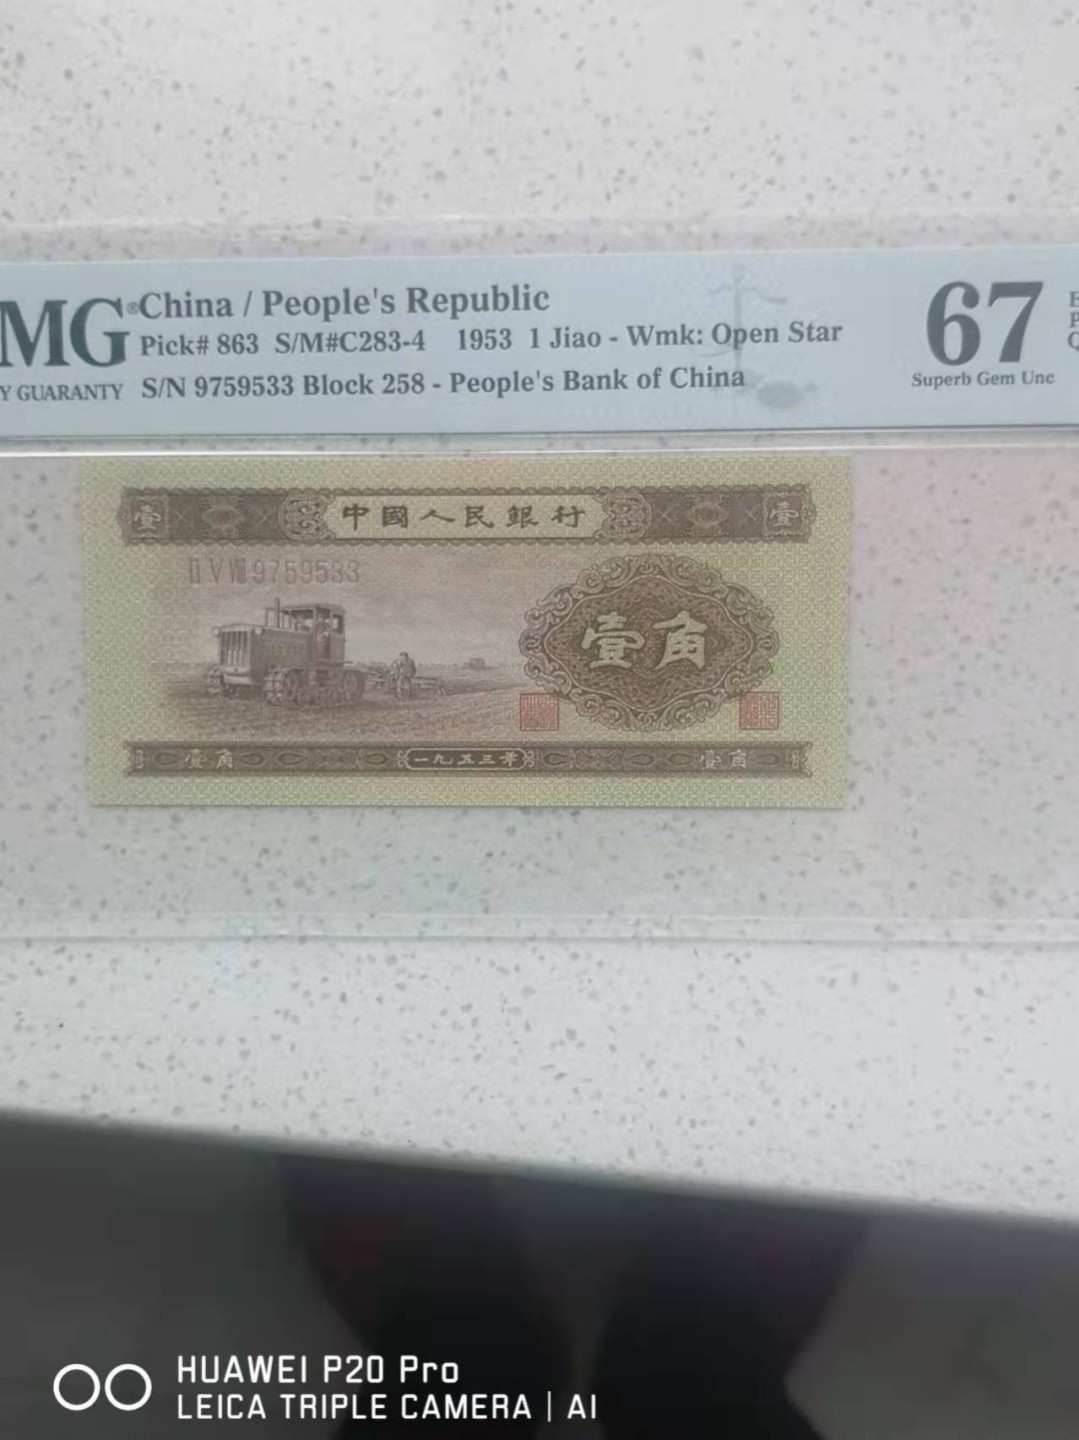 MG® China / People's Republic
Pick# 863 S/M#C283-4 1953 1 Jiao - Wmk: Open Star
Y GUARANTY S/N 9759533 Block 258 - People's Bank of China
67
Superb Gem Unc
E
P
Q
壹 中國人民銀行 壹
II V VIII 9759533
壹角
壹角 一九五三年 壹角
HUAWEI P20 Pro
LEICA TRIPLE CAMERA | AI